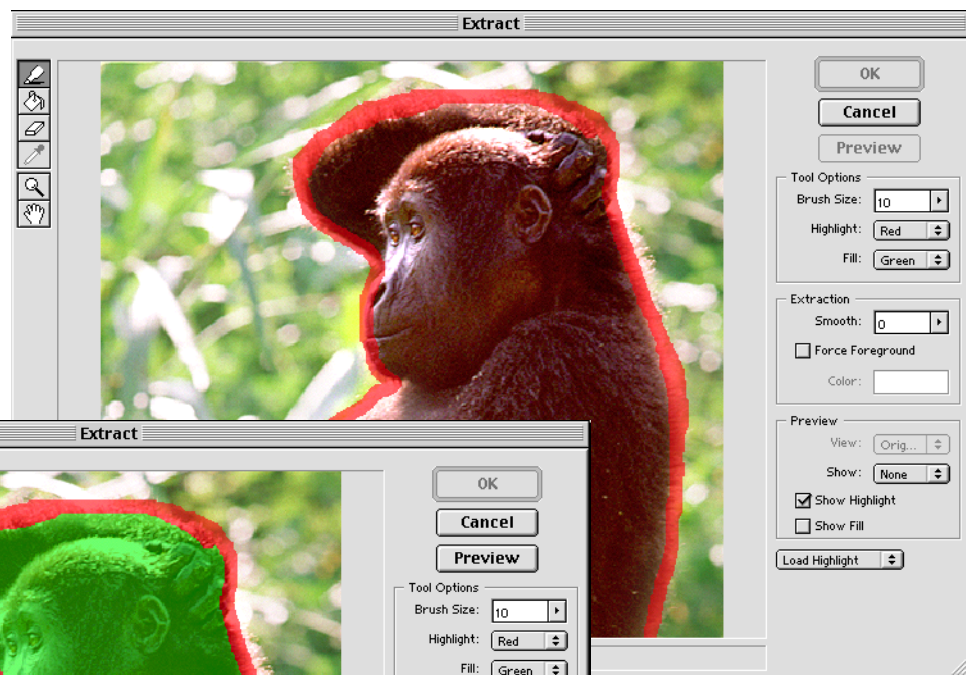 Extract
OK
Cancel
Preview
Tool Options
Brush Size: 10
Highlight: Red
Fill: Green
Extraction
Smooth: 0
Force Foreground
Color:
Preview
View: Orig...
Show: None
Show Highlight
Show Fill
Load Highlight
Extract
OK
Cancel
Preview
Tool Options
Brush Size: 10
Highlight: Red
Fill: Green